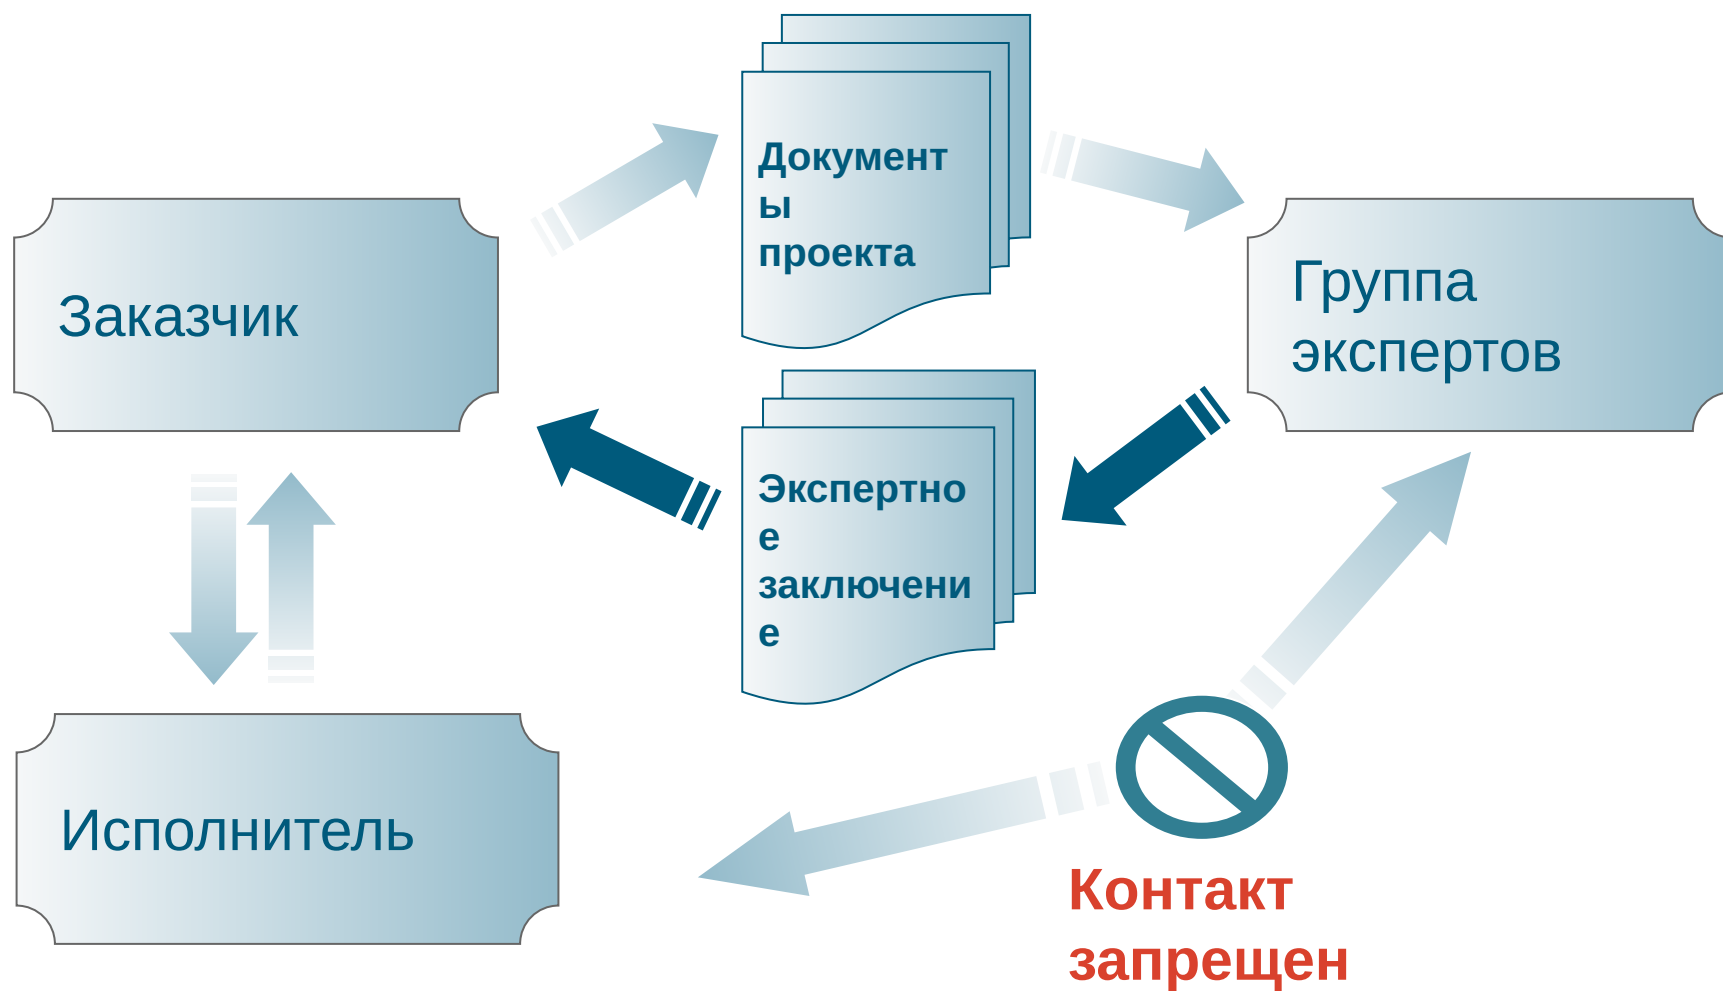 Документ
ы
проекта
Заказчик
Группа
экспертов
Экспертно
е
заключени
е
Исполнитель
Контакт
запрещен